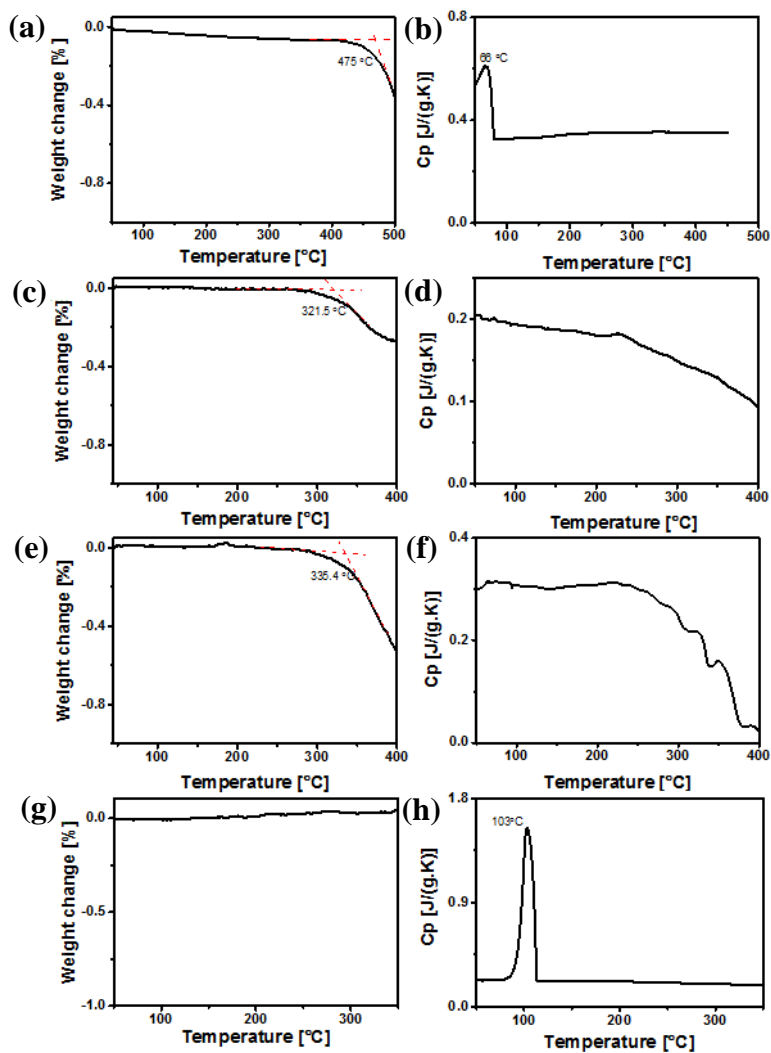 (a)
Weight change [%]
0.0
-0.4
-0.8
475 °C
100 200 300 400 500
Temperature [°C]
(b)
Cp [J/(g.K)]
0.8
0.6
0.4
0.2
0.0
66 °C
100 200 300 400 500
Temperature [°C]
(c)
Weight change [%]
0.0
-0.4
-0.8
321.5 °C
100 200 300 400
Temperature [°C]
(d)
Cp [J/(g.K)]
0.2
0.1
0.0
100 200 300 400
Temperature [°C]
(e)
Weight change [%]
0.0
-0.4
-0.8
335.4 °C
100 200 300 400
Temperature [°C]
(f)
Cp [J/(g.K)]
0.4
0.2
0.0
100 200 300 400
Temperature [°C]
(g)
Weight change [%]
0.0
-0.5
-1.0
100 200 300
Temperature [°C]
(h)
Cp [J/(g.K)]
1.8
0.9
0.0
103°C
100 200 300
Temperature [°C]